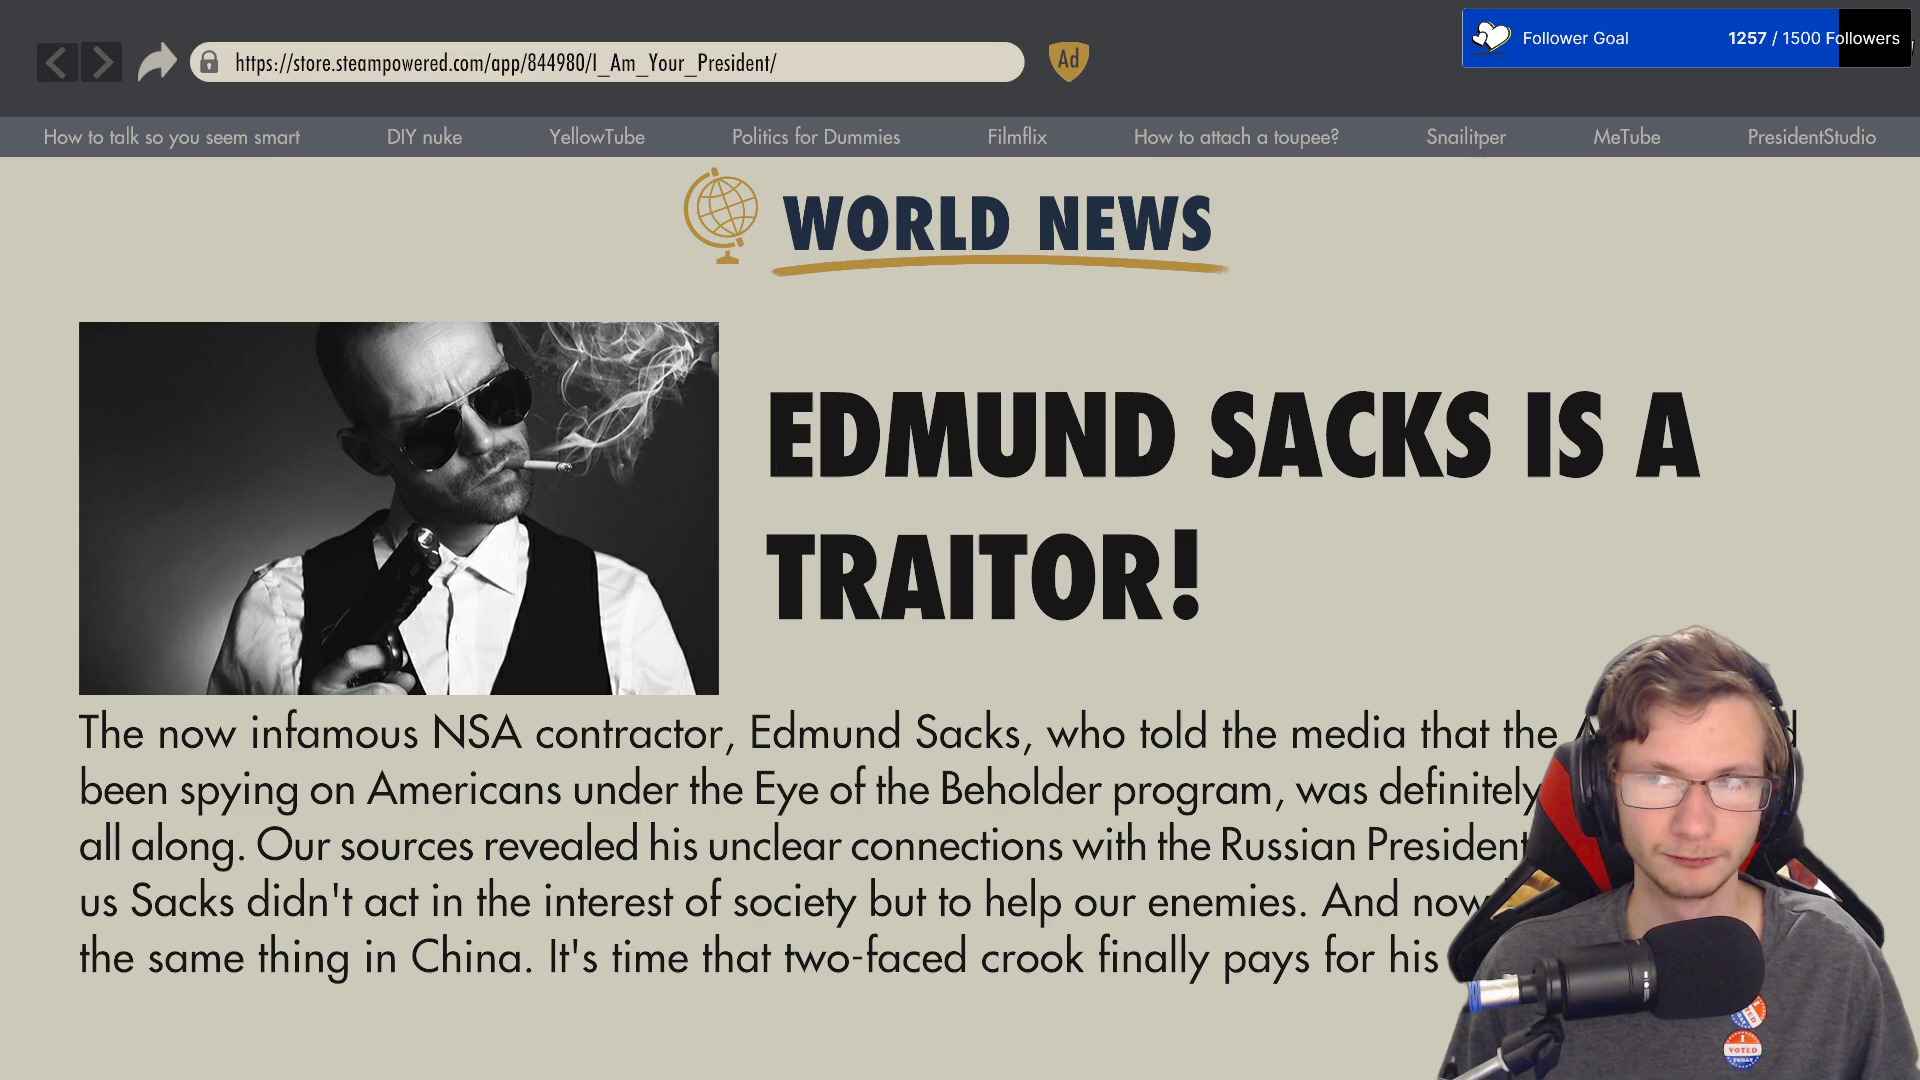 https://store.steampowered.com/app/844980/I_Am_Your_President/
Ad
Follower Goal
1257 / 1500 Followers
How to talk so you seem smart
DIY nuke
YellowTube
Politics for Dummies
Filmflix
How to attach a toupee?
Snailitper
MeTube
PresidentStudio
WORLD NEWS
EDMUND SACKS IS A
TRAITOR!
The now infamous NSA contractor, Edmund Sacks, who told the media that the
been spying on Americans under the Eye of the Beholder program, was definitely
all along. Our sources revealed his unclear connections with the Russian President
us Sacks didn't act in the interest of society but to help our enemies. And now
the same thing in China. It's time that two-faced crook finally pays for his
I
VOTED
TODAY